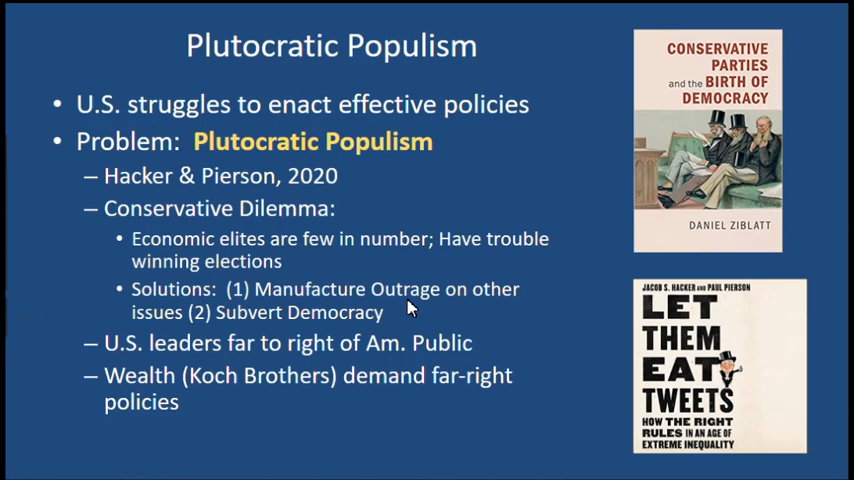 Plutocratic Populism
• U.S. struggles to enact effective policies
• Problem: Plutocratic Populism
– Hacker & Pierson, 2020
– Conservative Dilemma:
• Economic elites are few in number; Have trouble
winning elections
• Solutions: (1) Manufacture Outrage on other
issues (2) Subvert Democracy
– U.S. leaders far to right of Am. Public
– Wealth (Koch Brothers) demand far-right
policies
CONSERVATIVE
PARTIES
and the BIRTH OF
DEMOCRACY
DANIEL ZIBLATT
JACOB S. HACKER AND PAUL PIERSON
LET
THEM
EAT
TWEETS
HOW THE RIGHT
RULES IN AN AGE OF
EXTREME INEQUALITY